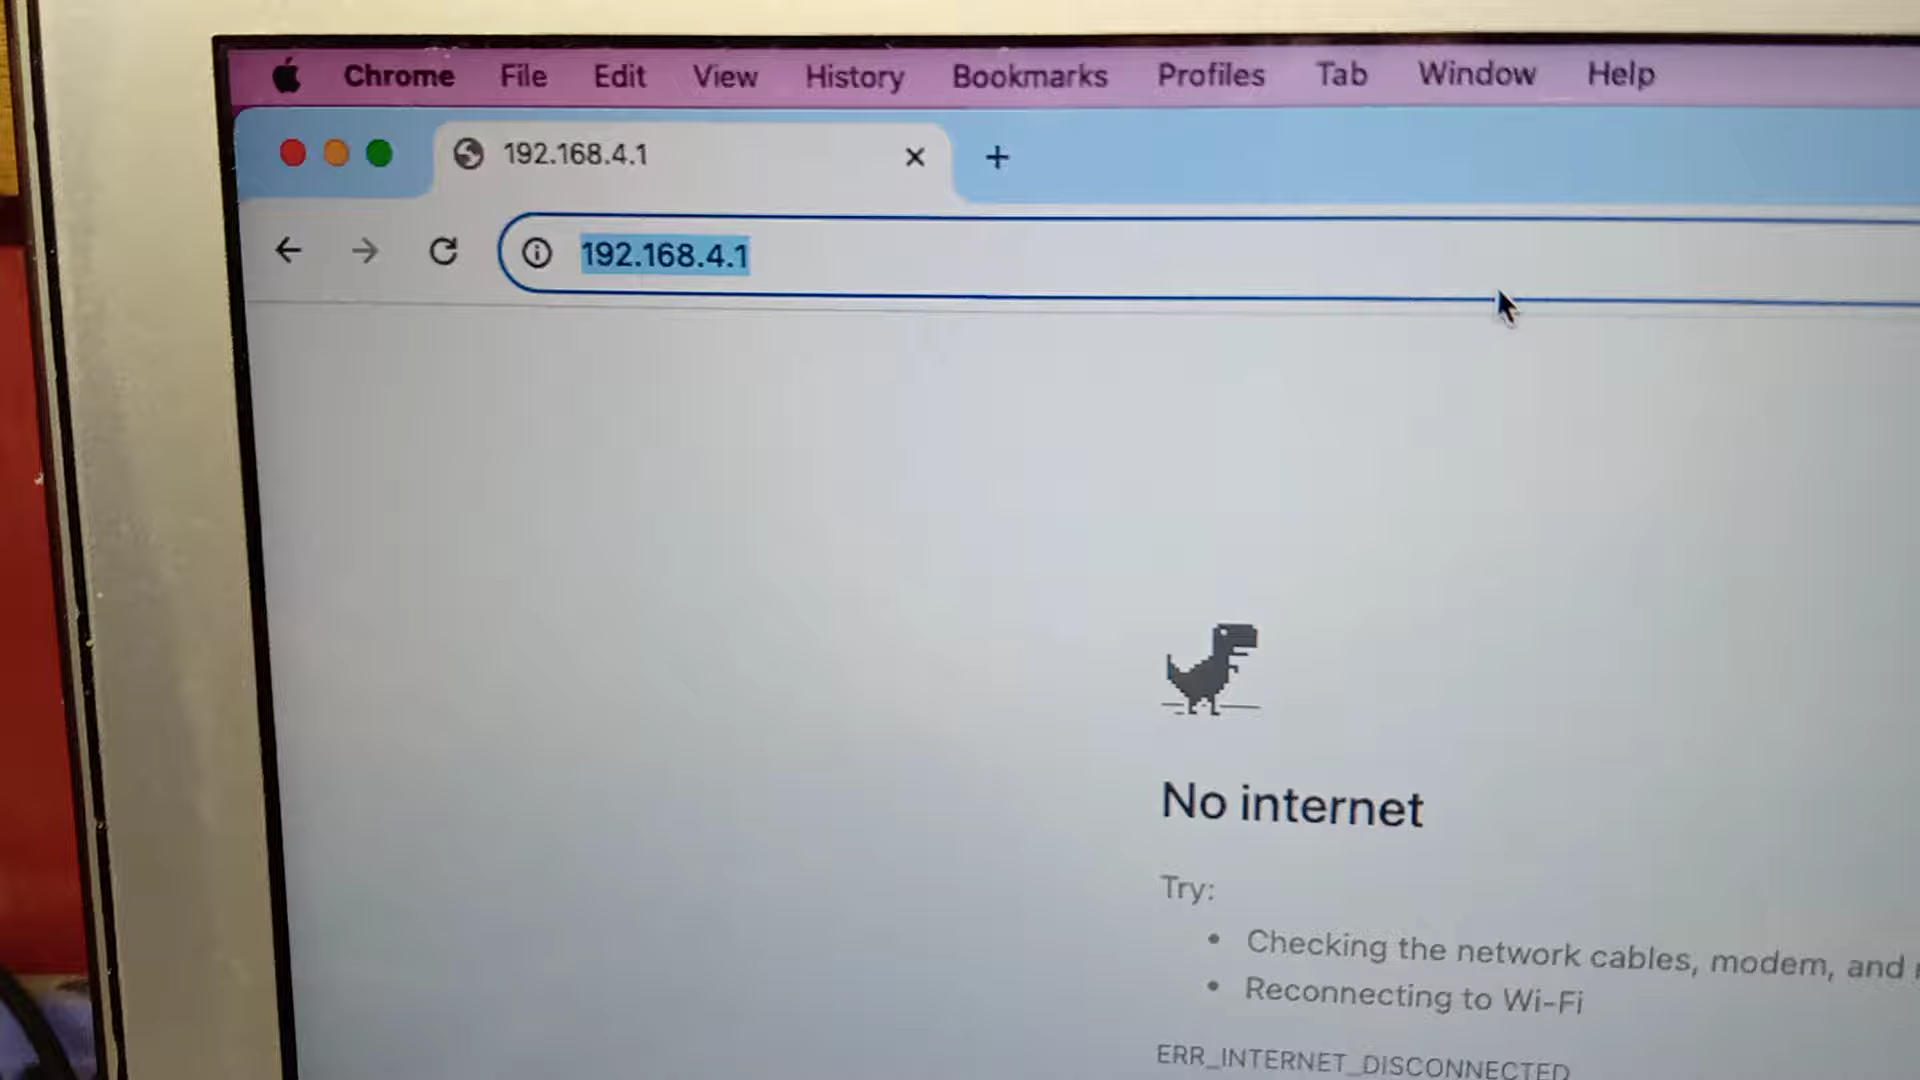 Chrome File Edit View History Bookmarks Profiles Tab Window Help
192.168.4.1
192.168.4.1
No internet
Try:
• Checking the network cables, modem, and
• Reconnecting to Wi-Fi
ERR_INTERNET_DISCONNECTED